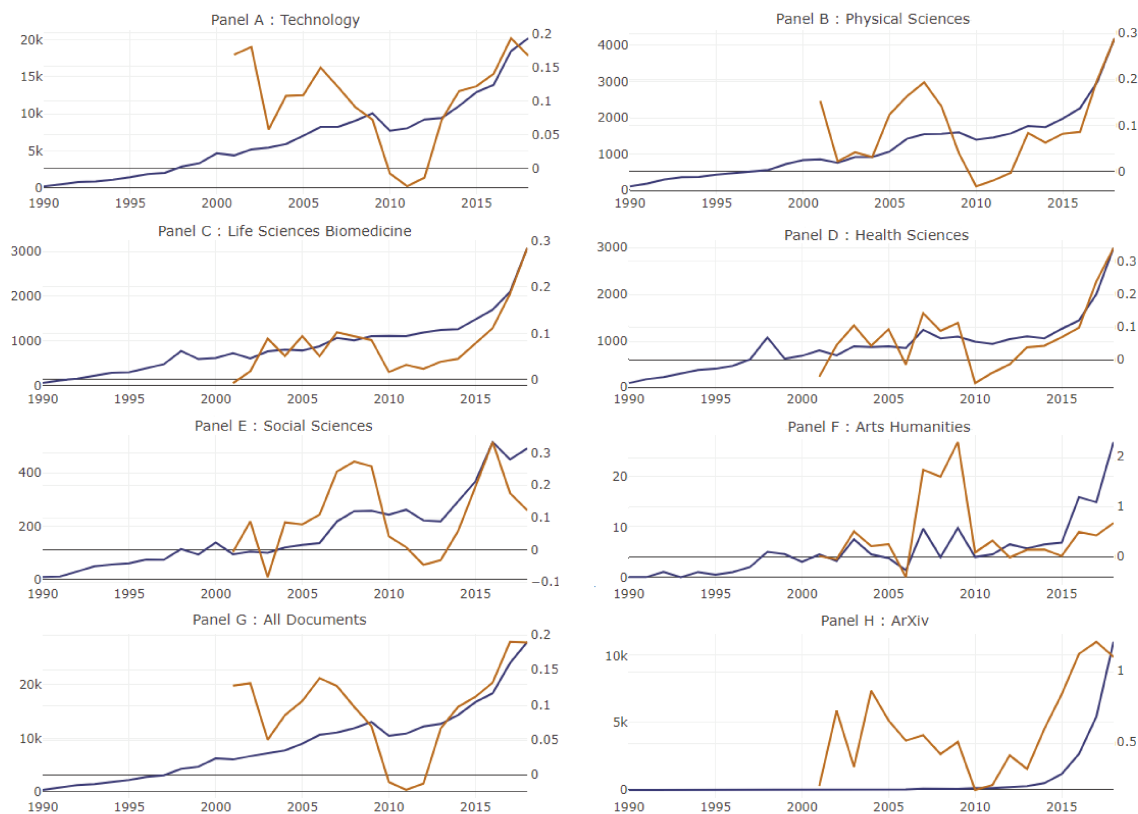 Panel A : Technology
20k
15k
10k
5k
0
0.2
0.15
0.1
0.05
0
1990 1995 2000 2005 2010 2015
Panel B : Physical Sciences
4000
3000
2000
1000
0
0.3
0.2
0.1
0
1990 1995 2000 2005 2010 2015
Panel C : Life Sciences Biomedicine
3000
2000
1000
0
0.3
0.2
0.1
0
1990 1995 2000 2005 2010 2015
Panel D : Health Sciences
3000
2000
1000
0
0.3
0.2
0.1
0
1990 1995 2000 2005 2010 2015
Panel E : Social Sciences
400
200
0
0.3
0.2
0.1
0
−0.1
1990 1995 2000 2005 2010 2015
Panel F : Arts Humanities
20
10
0
2
1
0
1990 1995 2000 2005 2010 2015
Panel G : All Documents
20k
10k
0
0.2
0.15
0.1
0.05
0
1990 1995 2000 2005 2010 2015
Panel H : ArXiv
10k
5k
0
1
0.5
1990 1995 2000 2005 2010 2015